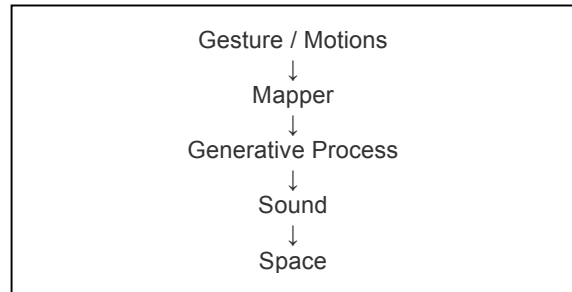 Gesture / Motions
↓
Mapper
↓
Generative Process
↓
Sound
↓
Space